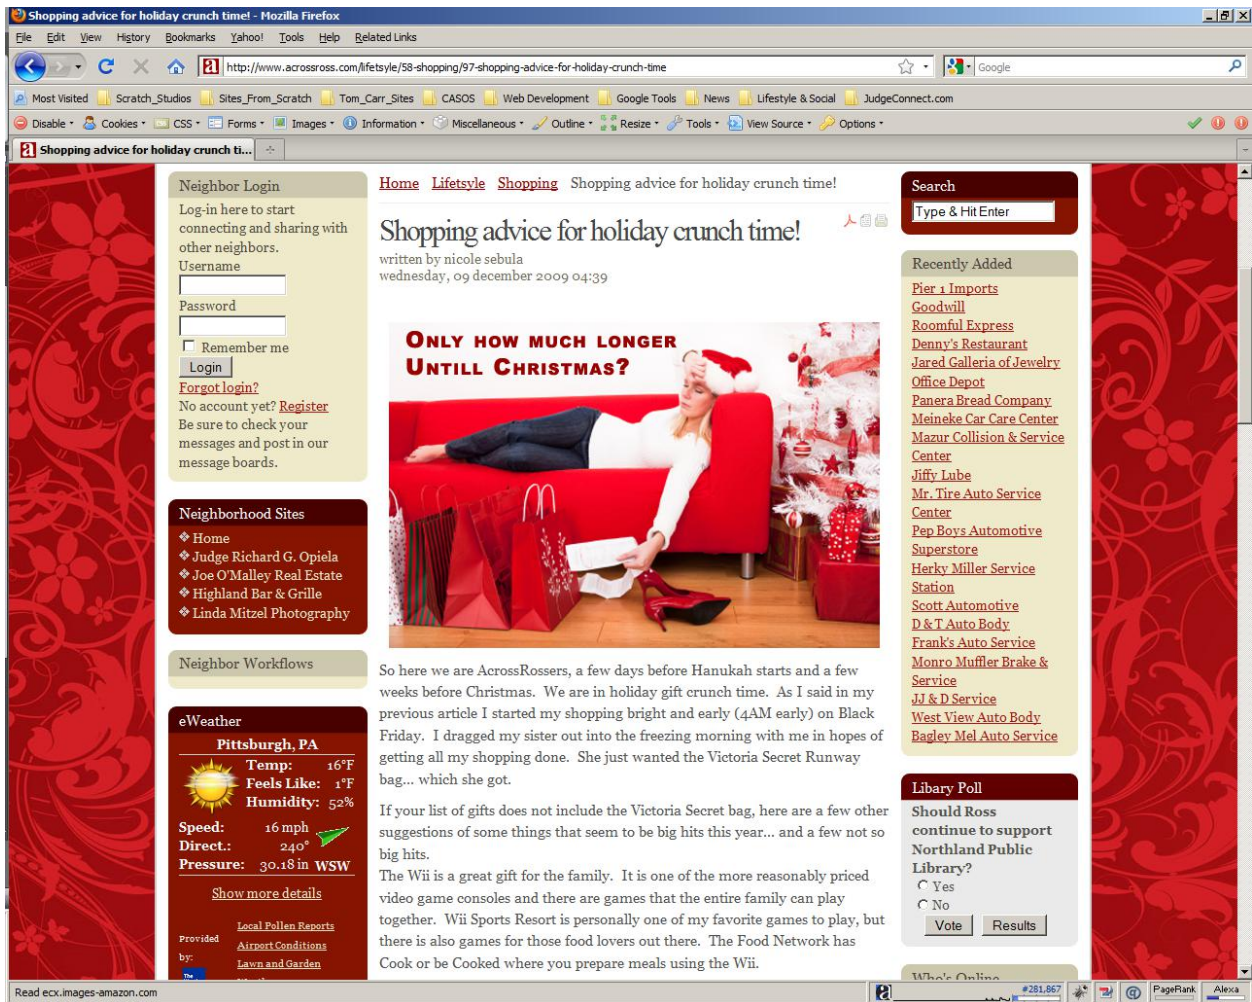 Shopping advice for holiday crunch time! - Mozilla Firefox
File Edit View History Bookmarks Yahoo! Tools Help Related Links
http://www.acrossross.com/lifetsyle/58-shopping/97-shopping-advice-for-holiday-crunch-time
Google
Most Visited Scratch_Studios Sites_From_Scratch Tom_Carr_Sites CASOS Web Development Google Tools News Lifestyle & Social JudgeConnect.com
Disable Cookies CSS Forms Images Information Miscellaneous Outline Resize Tools View Source Options
Shopping advice for holiday crunch ti...
Neighbor Login
Log-in here to start
connecting and sharing with
other neighbors.
Username
Password
Remember me
Login
Forgot login?
No account yet? Register
Be sure to check your
messages and post in our
message boards.
Neighborhood Sites
Home
Judge Richard G. Opiela
Joe O'Malley Real Estate
Highland Bar & Grille
Linda Mitzel Photography
Neighbor Workflows
eWeather
Pittsburgh, PA
Temp: 16°F
Feels Like: 1°F
Humidity: 52%
Speed: 16 mph
Direct.: 240°
Pressure: 30.18 in WSW
Show more details
Provided
by:
The
Local Pollen Reports
Airport Conditions
Lawn and Garden
Home Lifetsyle Shopping Shopping advice for holiday crunch time!
Shopping advice for holiday crunch time!
written by nicole sebula
wednesday, 09 december 2009 04:39
ONLY HOW MUCH LONGER
UNTILL CHRISTMAS?
So here we are AcrossRossers, a few days before Hanukah starts and a few
weeks before Christmas. We are in holiday gift crunch time. As I said in my
previous article I started my shopping bright and early (4AM early) on Black
Friday. I dragged my sister out into the freezing morning with me in hopes of
getting all my shopping done. She just wanted the Victoria Secret Runway
bag... which she got.
If your list of gifts does not include the Victoria Secret bag, here are a few other
suggestions of some things that seem to be big hits this year... and a few not so
big hits.
The Wii is a great gift for the family. It is one of the more reasonably priced
video game consoles and there are games that the entire family can play
together. Wii Sports Resort is personally one of my favorite games to play, but
there is also games for those food lovers out there. The Food Network has
Cook or be Cooked where you prepare meals using the Wii.
Search
Type & Hit Enter
Recently Added
Pier 1 Imports
Goodwill
Roomful Express
Denny's Restaurant
Jared Galleria of Jewelry
Office Depot
Panera Bread Company
Meineke Car Care Center
Mazur Collision & Service
Center
Jiffy Lube
Mr. Tire Auto Service
Center
Pep Boys Automotive
Superstore
Herky Miller Service
Station
Scott Automotive
D & T Auto Body
Frank's Auto Service
Monro Muffler Brake &
Service
JJ & D Service
West View Auto Body
Bagley Mel Auto Service
Libary Poll
Should Ross
continue to support
Northland Public
Library?
Yes
No
Vote Results
Who's Online
Read ecx.images-amazon.com
#281,867
PageRank
Alexa